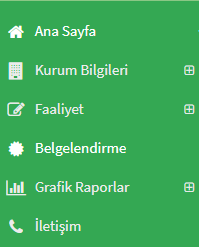 Ana Sayfa
Kurum Bilgileri
Faaliyet
Belgelendirme
Grafik Raporlar
İletişim